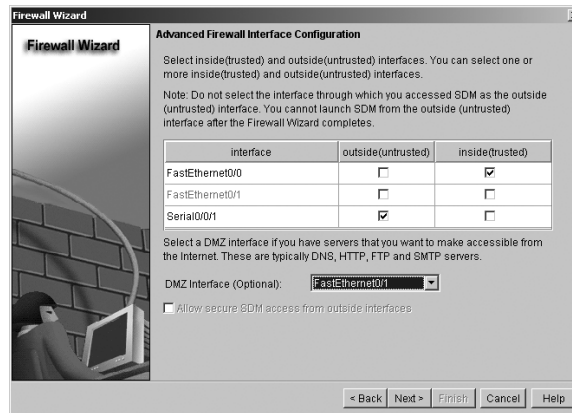 Firewall Wizard
Firewall Wizard
Advanced Firewall Interface Configuration
Select inside(trusted) and outside(untrusted) interfaces. You can select one or
more inside(trusted) and outside(untrusted) interfaces.
Note: Do not select the interface through which you accessed SDM as the outside
(untrusted) interface. You cannot launch SDM from the outside (untrusted)
interface after the Firewall Wizard completes.
interface outside(untrusted) inside(trusted)
FastEthernet0/0
FastEthernet0/1
Serial0/0/1
Select a DMZ interface if you have servers that you want to make accessible from
the Internet. These are typically DNS, HTTP, FTP and SMTP servers.
DMZ Interface (Optional): FastEthernet0/1
Allow secure SDM access from outside interfaces
< Back Next > Finish Cancel Help